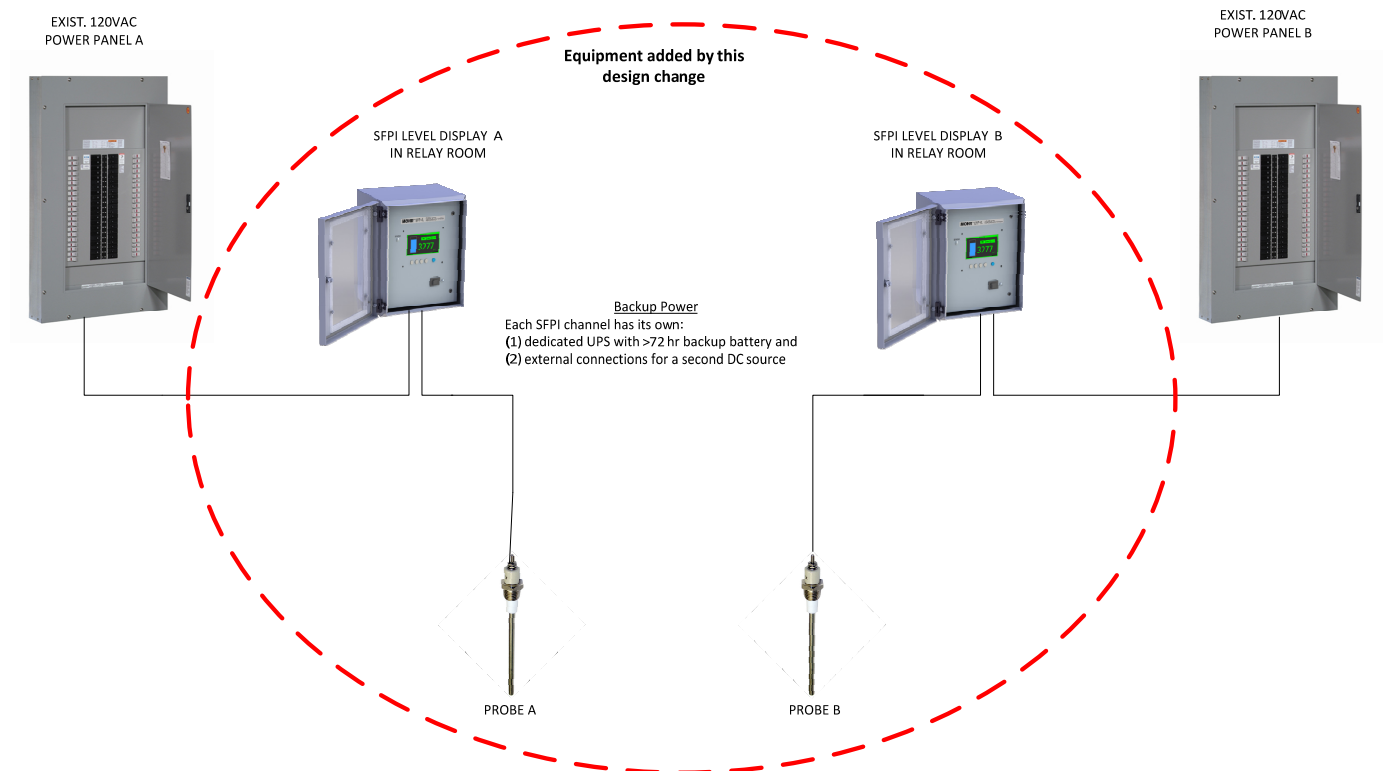 EXIST. 120VAC
POWER PANEL A
EXIST. 120VAC
POWER PANEL B
Equipment added by this
design change
SFPI LEVEL DISPLAY A
IN RELAY ROOM
SFPI LEVEL DISPLAY B
IN RELAY ROOM
Backup Power
Each SFPI channel has its own:
(1) dedicated UPS with >72 hr backup battery and
(2) external connections for a second DC source
PROBE A
PROBE B